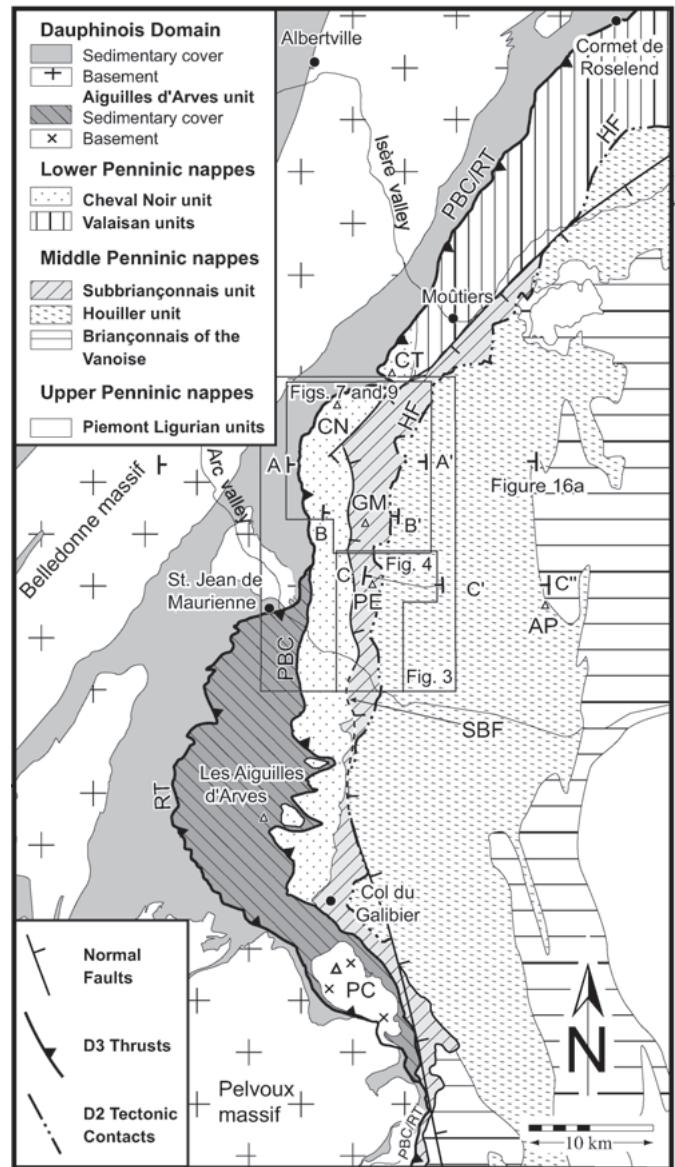 Dauphinois Domain
Sedimentary cover
Basement
Aiguilles d'Arves unit
Sedimentary cover
Basement
Lower Penninic nappes
Cheval Noir unit
Valaisan units
Middle Penninic nappes
Subbriançonnais unit
Houiller unit
Briançonnais of the
Vanoise
Upper Penninic nappes
Piemont Ligurian units
Albertville
Cormet de
Roselend
Isère
valley
HF
PBC/RT
Moûtiers
CT
Figs. 7 and 9
CN
HF
A
A'
Figure 16a
Belledonne massif
Arc
valley
GM
B
B'
Fig. 4
C
C'
C"
PE
AP
St. Jean de
Maurienne
PBC
Fig. 3
SBF
RT
Les Aiguilles
d'Arves
Col du
Galibier
PC
Pelvoux
massif
PBC/RT
Normal
Faults
D3 Thrusts
D2 Tectonic
Contacts
N
10 km